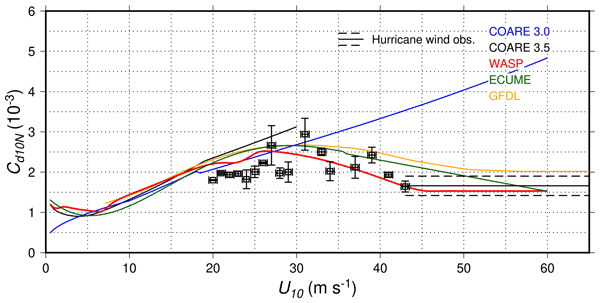 6
5
4
3
2
1
0
C_d10N (10⁻³)
Hurricane wind obs.
COARE 3.0
COARE 3.5
WASP
ECUME
GFDL
0 10 20 30 40 50 60
U_10 (m s⁻¹)